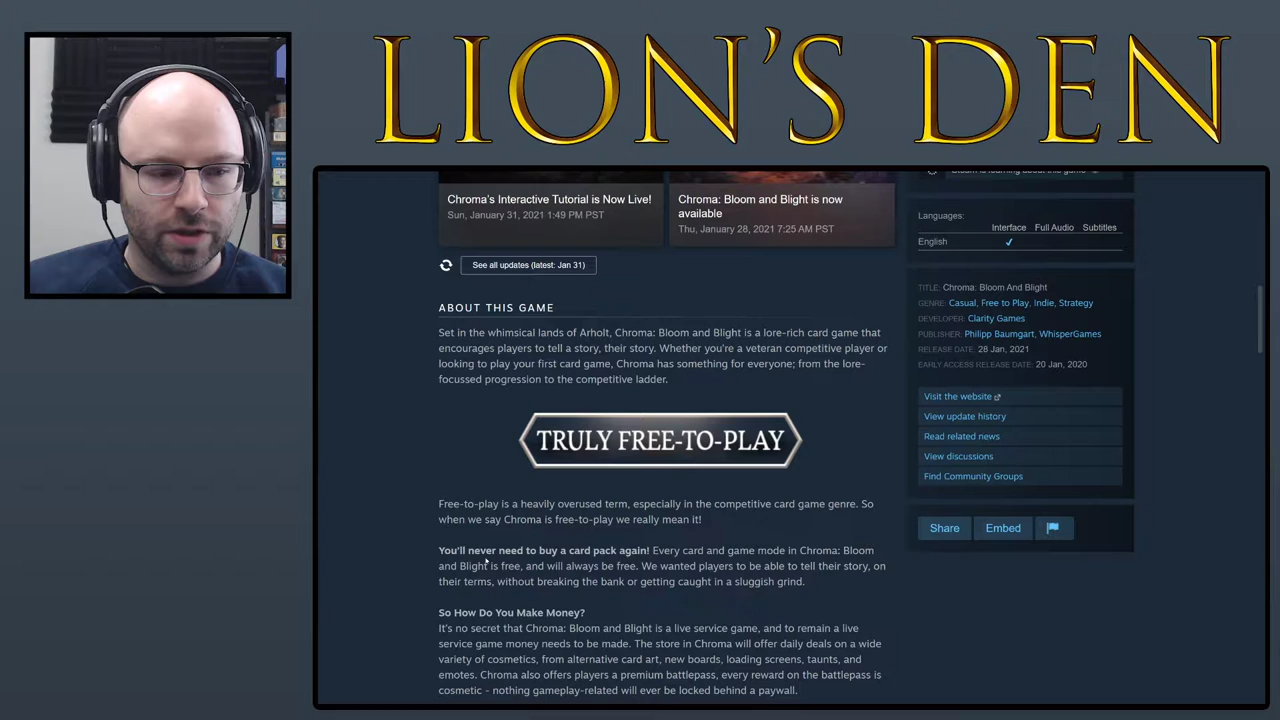 LION'S DEN
Chroma's Interactive Tutorial is Now Live!
Sun, January 31, 2021 1:49 PM PST
Chroma: Bloom and Blight is now
available
Thu, January 28, 2021 7:25 AM PST
See all updates (latest: Jan 31)
ABOUT THIS GAME
Set in the whimsical lands of Arholt, Chroma: Bloom and Blight is a lore-rich card game that
encourages players to tell a story, their story. Whether you're a veteran competitive player or
looking to play your first card game, Chroma has something for everyone; from the lore-
focussed progression to the competitive ladder.
TRULY FREE-TO-PLAY
Free-to-play is a heavily overused term, especially in the competitive card game genre. So
when we say Chroma is free-to-play we really mean it!
You'll never need to buy a card pack again! Every card and game mode in Chroma: Bloom
and Blight is free, and will always be free. We wanted players to be able to tell their story, on
their terms, without breaking the bank or getting caught in a sluggish grind.
So How Do You Make Money?
It's no secret that Chroma: Bloom and Blight is a live service game, and to remain a live
service game money needs to be made. The store in Chroma will offer daily deals on a wide
variety of cosmetics, from alternative card art, new boards, loading screens, taunts, and
emotes. Chroma also offers players a premium battlepass, every reward on the battlepass is
cosmetic - nothing gameplay-related will ever be locked behind a paywall.
Steam is learning about this game
Languages:
Interface Full Audio Subtitles
English ✓
TITLE: Chroma: Bloom And Blight
GENRE: Casual, Free to Play, Indie, Strategy
DEVELOPER: Clarity Games
PUBLISHER: Philipp Baumgart, WhisperGames
RELEASE DATE: 28 Jan, 2021
EARLY ACCESS RELEASE DATE: 20 Jan, 2020
Visit the website
View update history
Read related news
View discussions
Find Community Groups
Share Embed